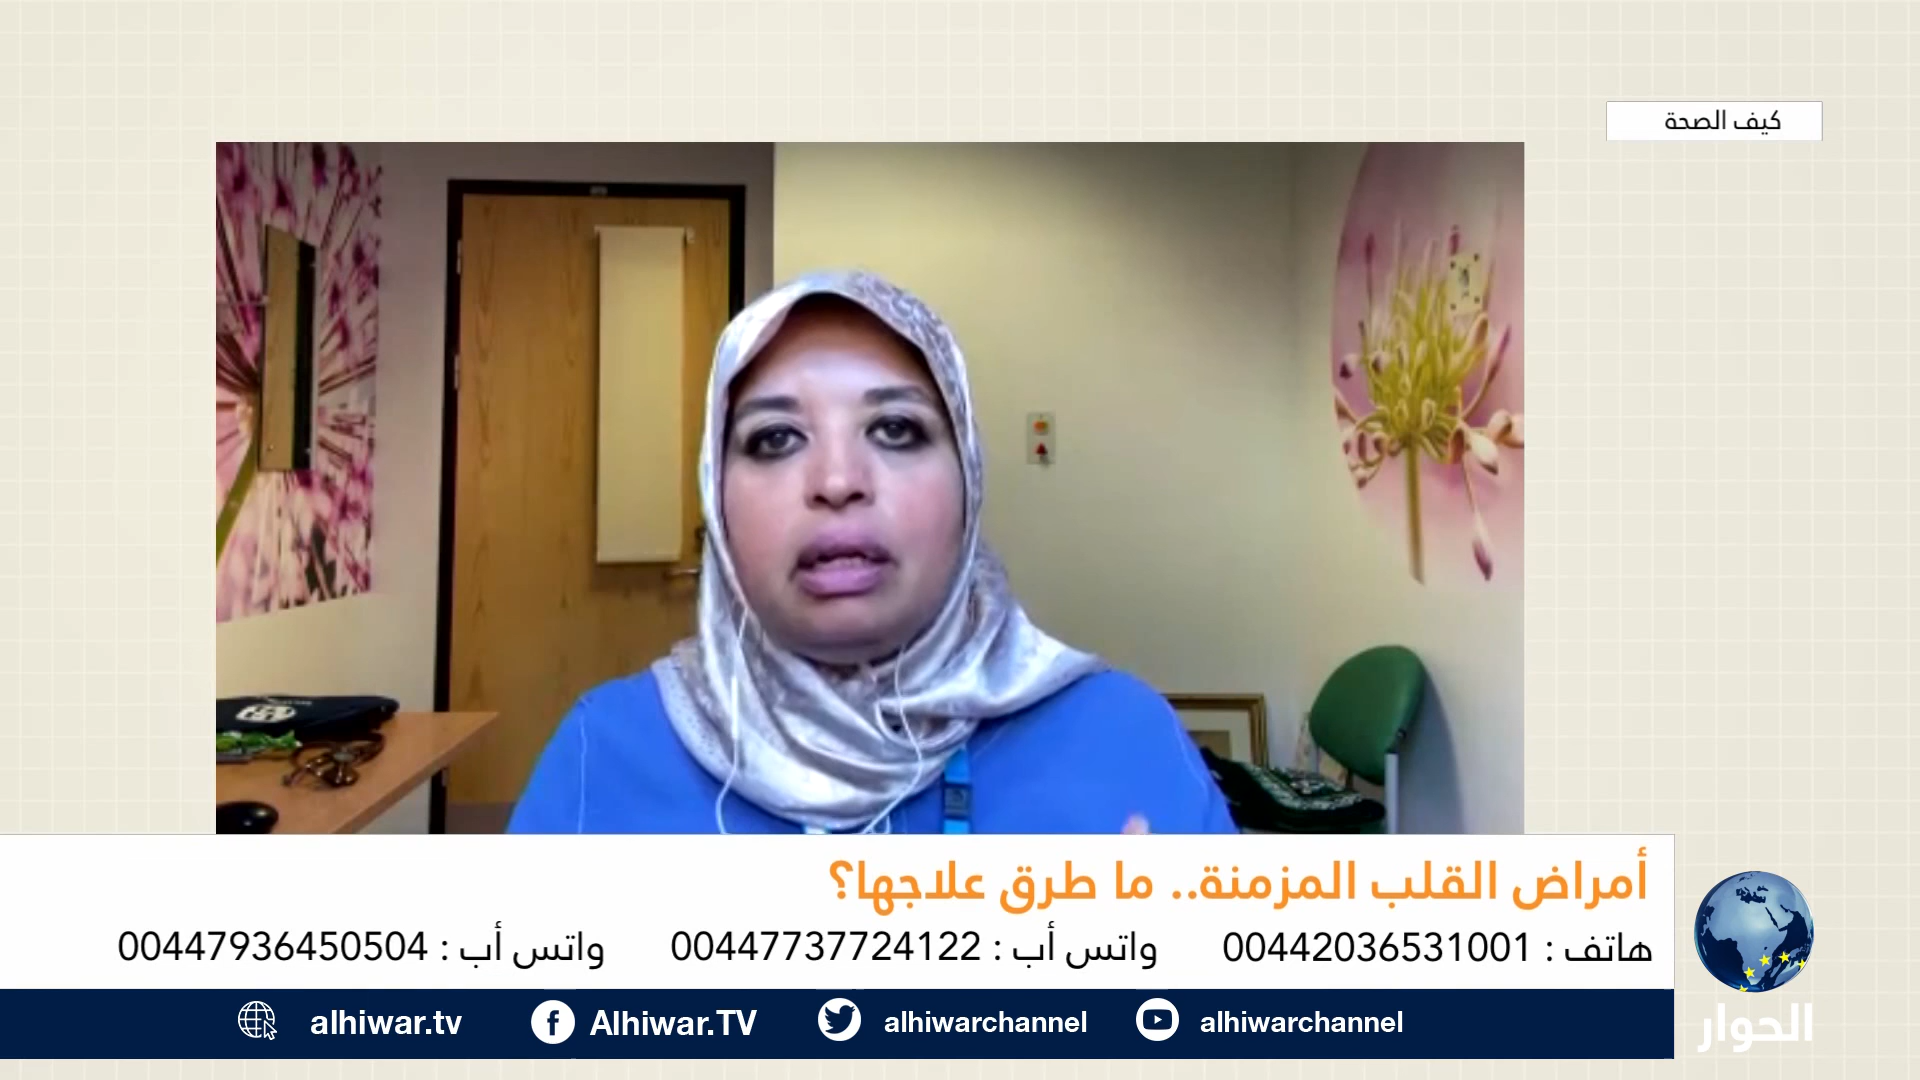 كيف الصحة
أمراض القلب المزمنة.. ما طرق علاجها؟
هاتف : 00442036531001 واتس أب : 00447737724122 واتس أب : 00447936450504
alhiwar.tv Alhiwar.TV alhiwarchannel alhiwarchannel
الحوار